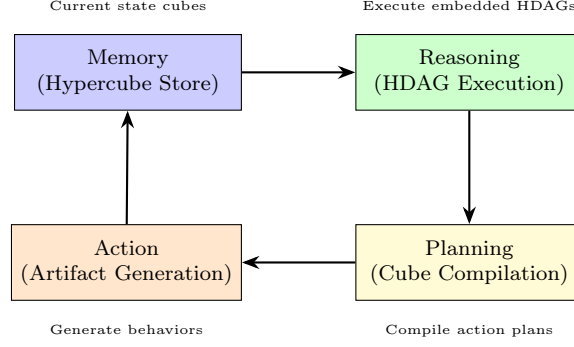 Current state cubes
Execute embedded HDAGs
Memory
(Hypercube Store)
Reasoning
(HDAG Execution)
Action
(Artifact Generation)
Planning
(Cube Compilation)
Generate behaviors
Compile action plans